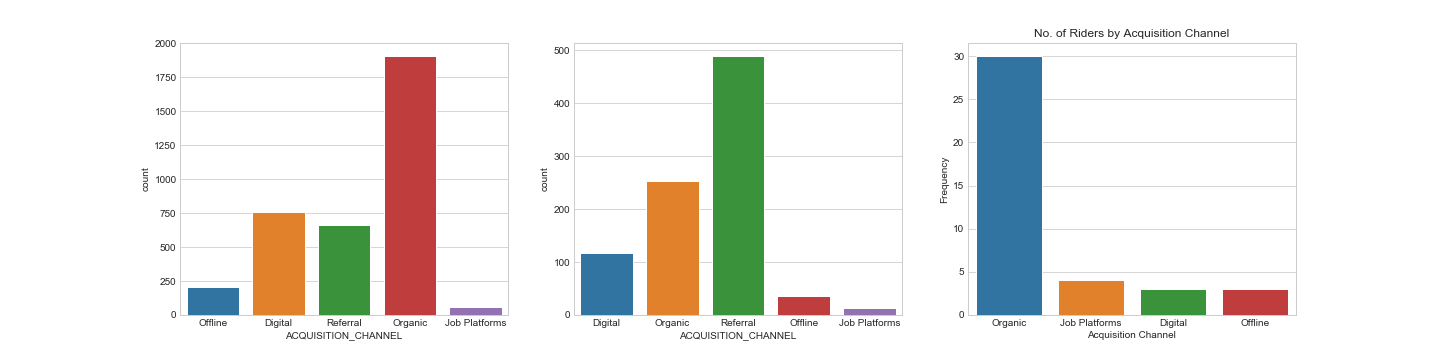 2000
1750
1500
1250
1000
750
500
250
0
count
Offline Digital Referral Organic Job Platforms
ACQUISITION_CHANNEL
500
400
300
200
100
0
count
Digital Organic Referral Offline Job Platforms
ACQUISITION_CHANNEL
No. of Riders by Acquisition Channel
30
25
20
15
10
5
0
Frequency
Organic Job Platforms Digital Offline
Acquisition Channel